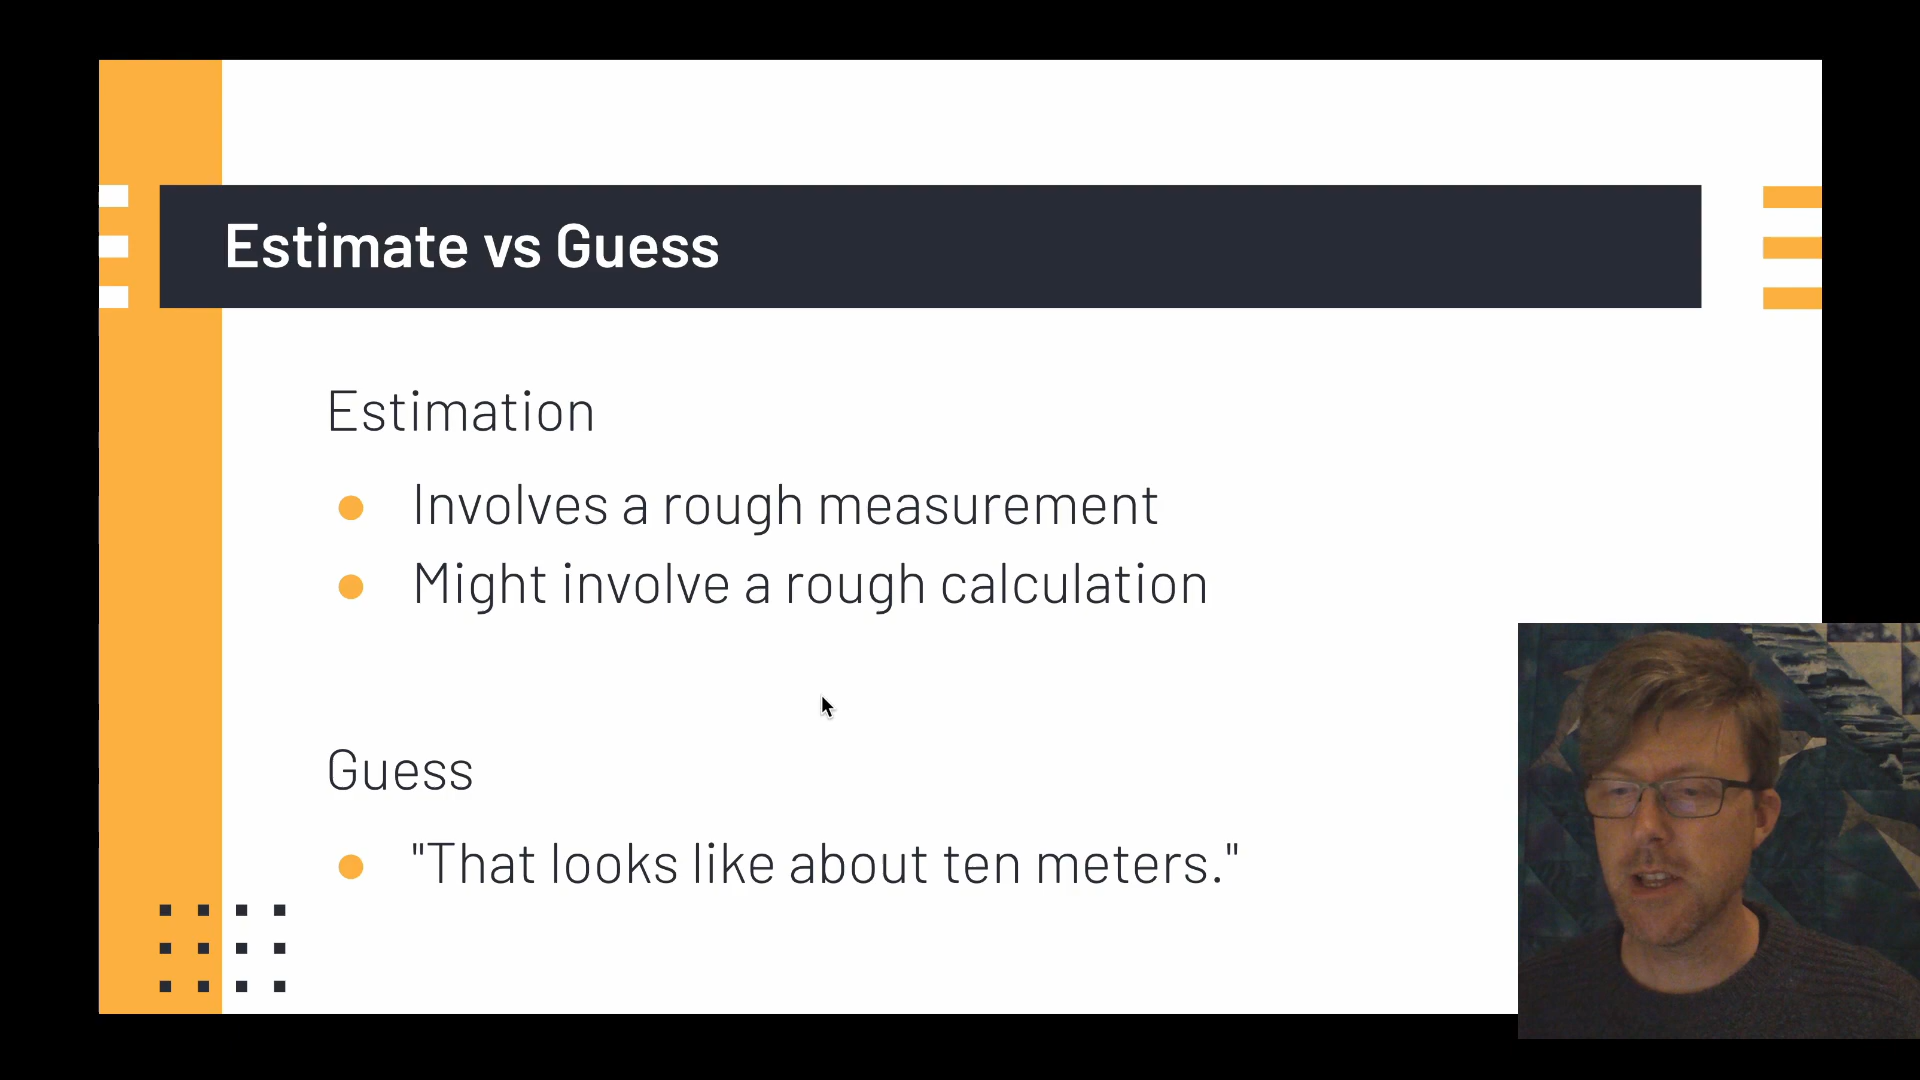 Estimate vs Guess
Estimation
Involves a rough measurement
Might involve a rough calculation
Guess
"That looks like about ten meters."